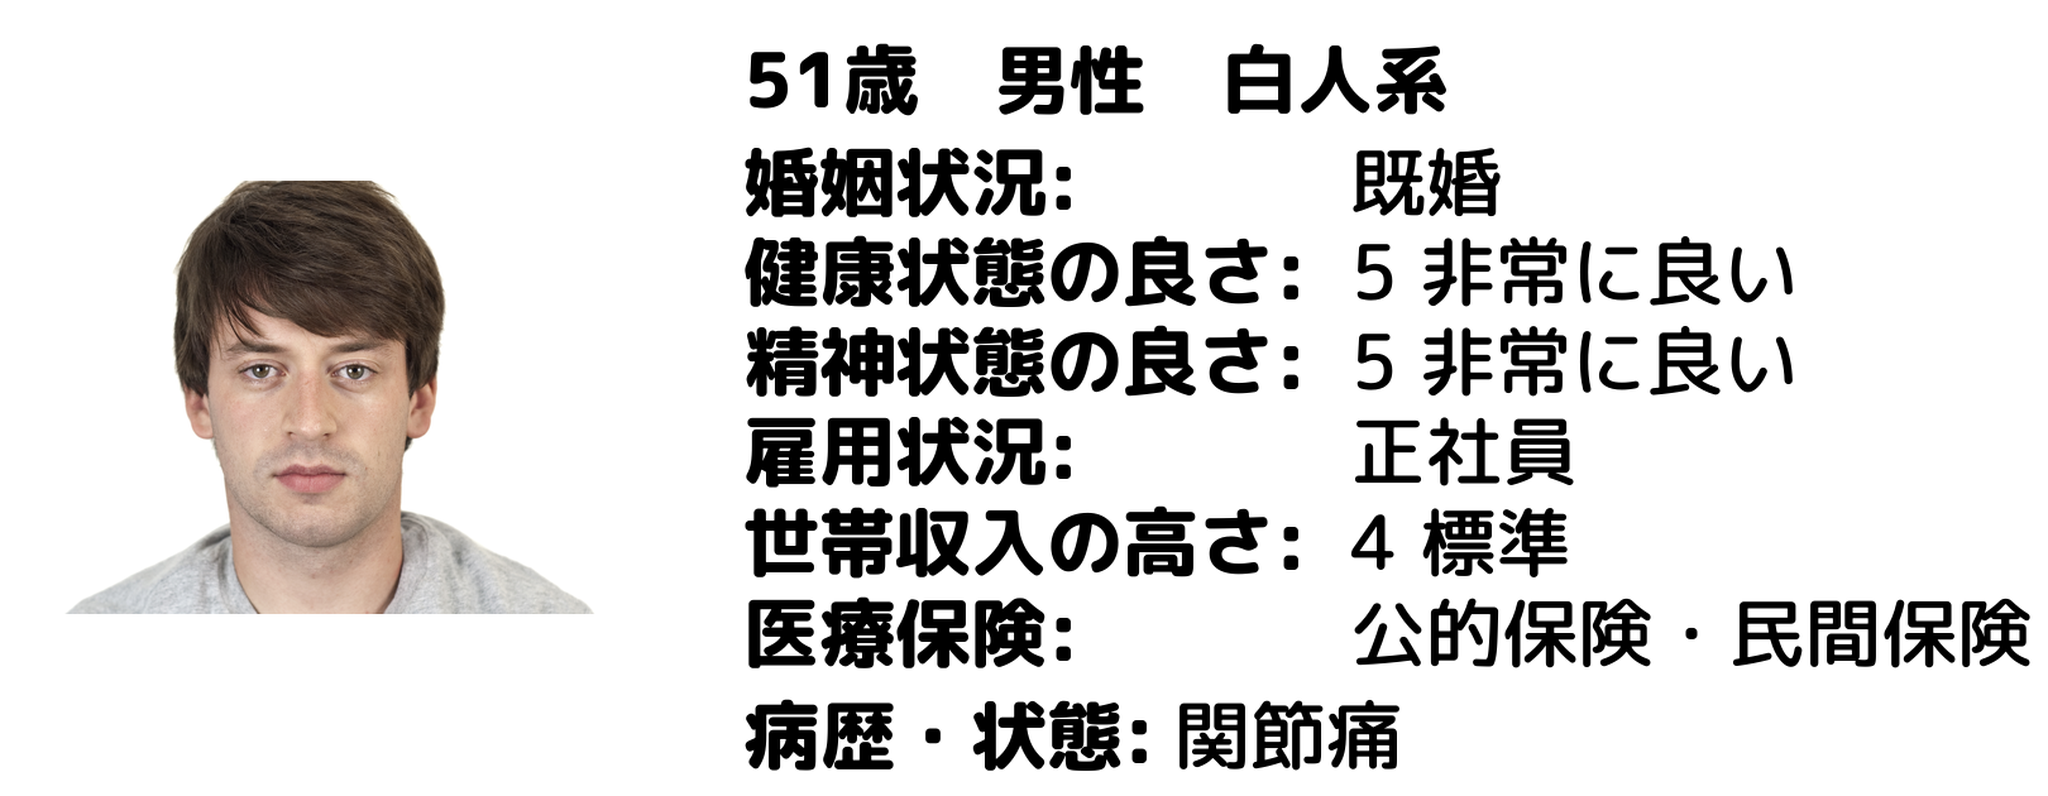 51歳　男性　白人系
婚姻状況: 既婚
健康状態の良さ: 5 非常に良い
精神状態の良さ: 5 非常に良い
雇用状況: 正社員
世帯収入の高さ: 4 標準
医療保険: 公的保険・民間保険
病歴・状態: 関節痛